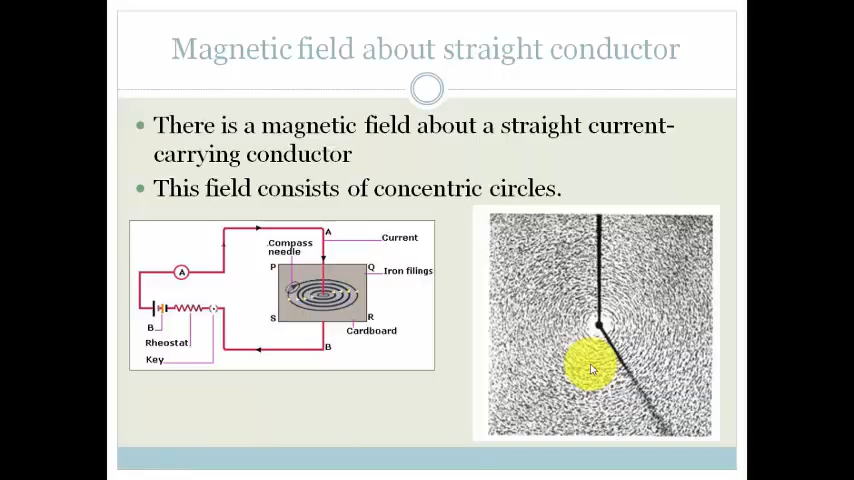 Magnetic field about straight conductor
• There is a magnetic field about a straight current-
carrying conductor
• This field consists of concentric circles.
A
Current
Compass
needle
P
Q
Iron filings
A
S
R
Cardboard
B
Rheostat
Key
B